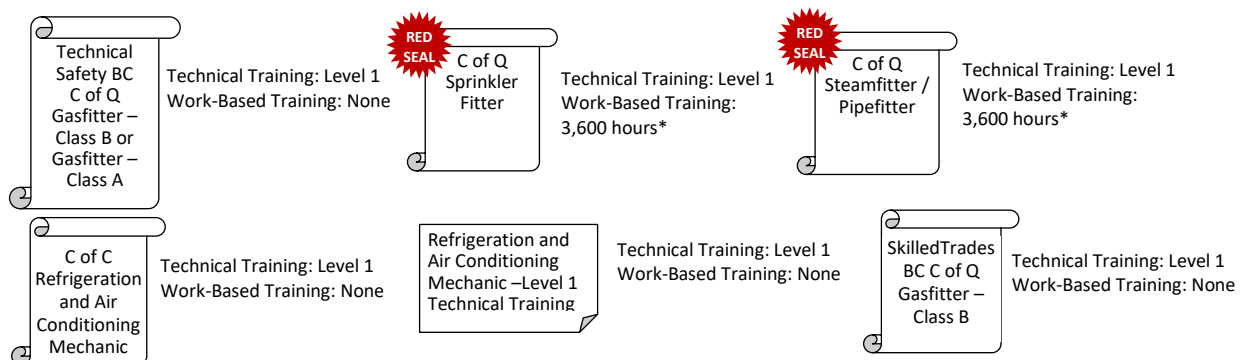 Technical
Safety BC
C of Q
Gasfitter –
Class B or
Gasfitter –
Class A
Technical Training: Level 1
Work-Based Training: None
RED
SEAL
C of Q
Sprinkler
Fitter
Technical Training: Level 1
Work-Based Training:
3,600 hours*
RED
SEAL
C of Q
Steamfitter /
Pipefitter
Technical Training: Level 1
Work-Based Training:
3,600 hours*
C of C
Refrigeration
and Air
Conditioning
Mechanic
Technical Training: Level 1
Work-Based Training: None
Refrigeration and
Air Conditioning
Mechanic –Level 1
Technical Training
Technical Training: Level 1
Work-Based Training: None
SkilledTrades
BC C of Q
Gasfitter –
Class B
Technical Training: Level 1
Work-Based Training: None